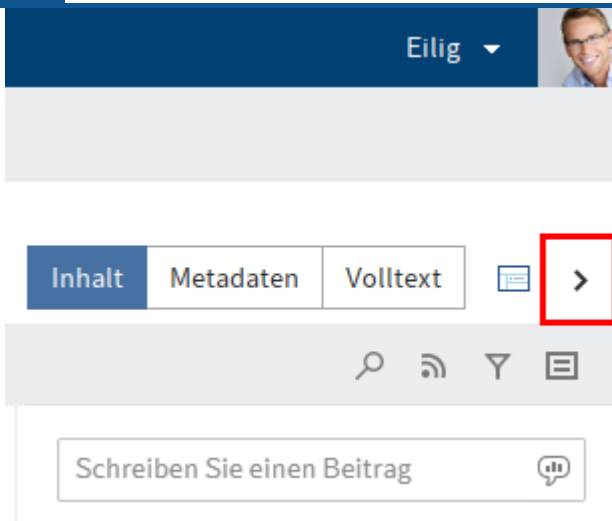 Eilig
Inhalt Metadaten Volltext
Schreiben Sie einen Beitrag